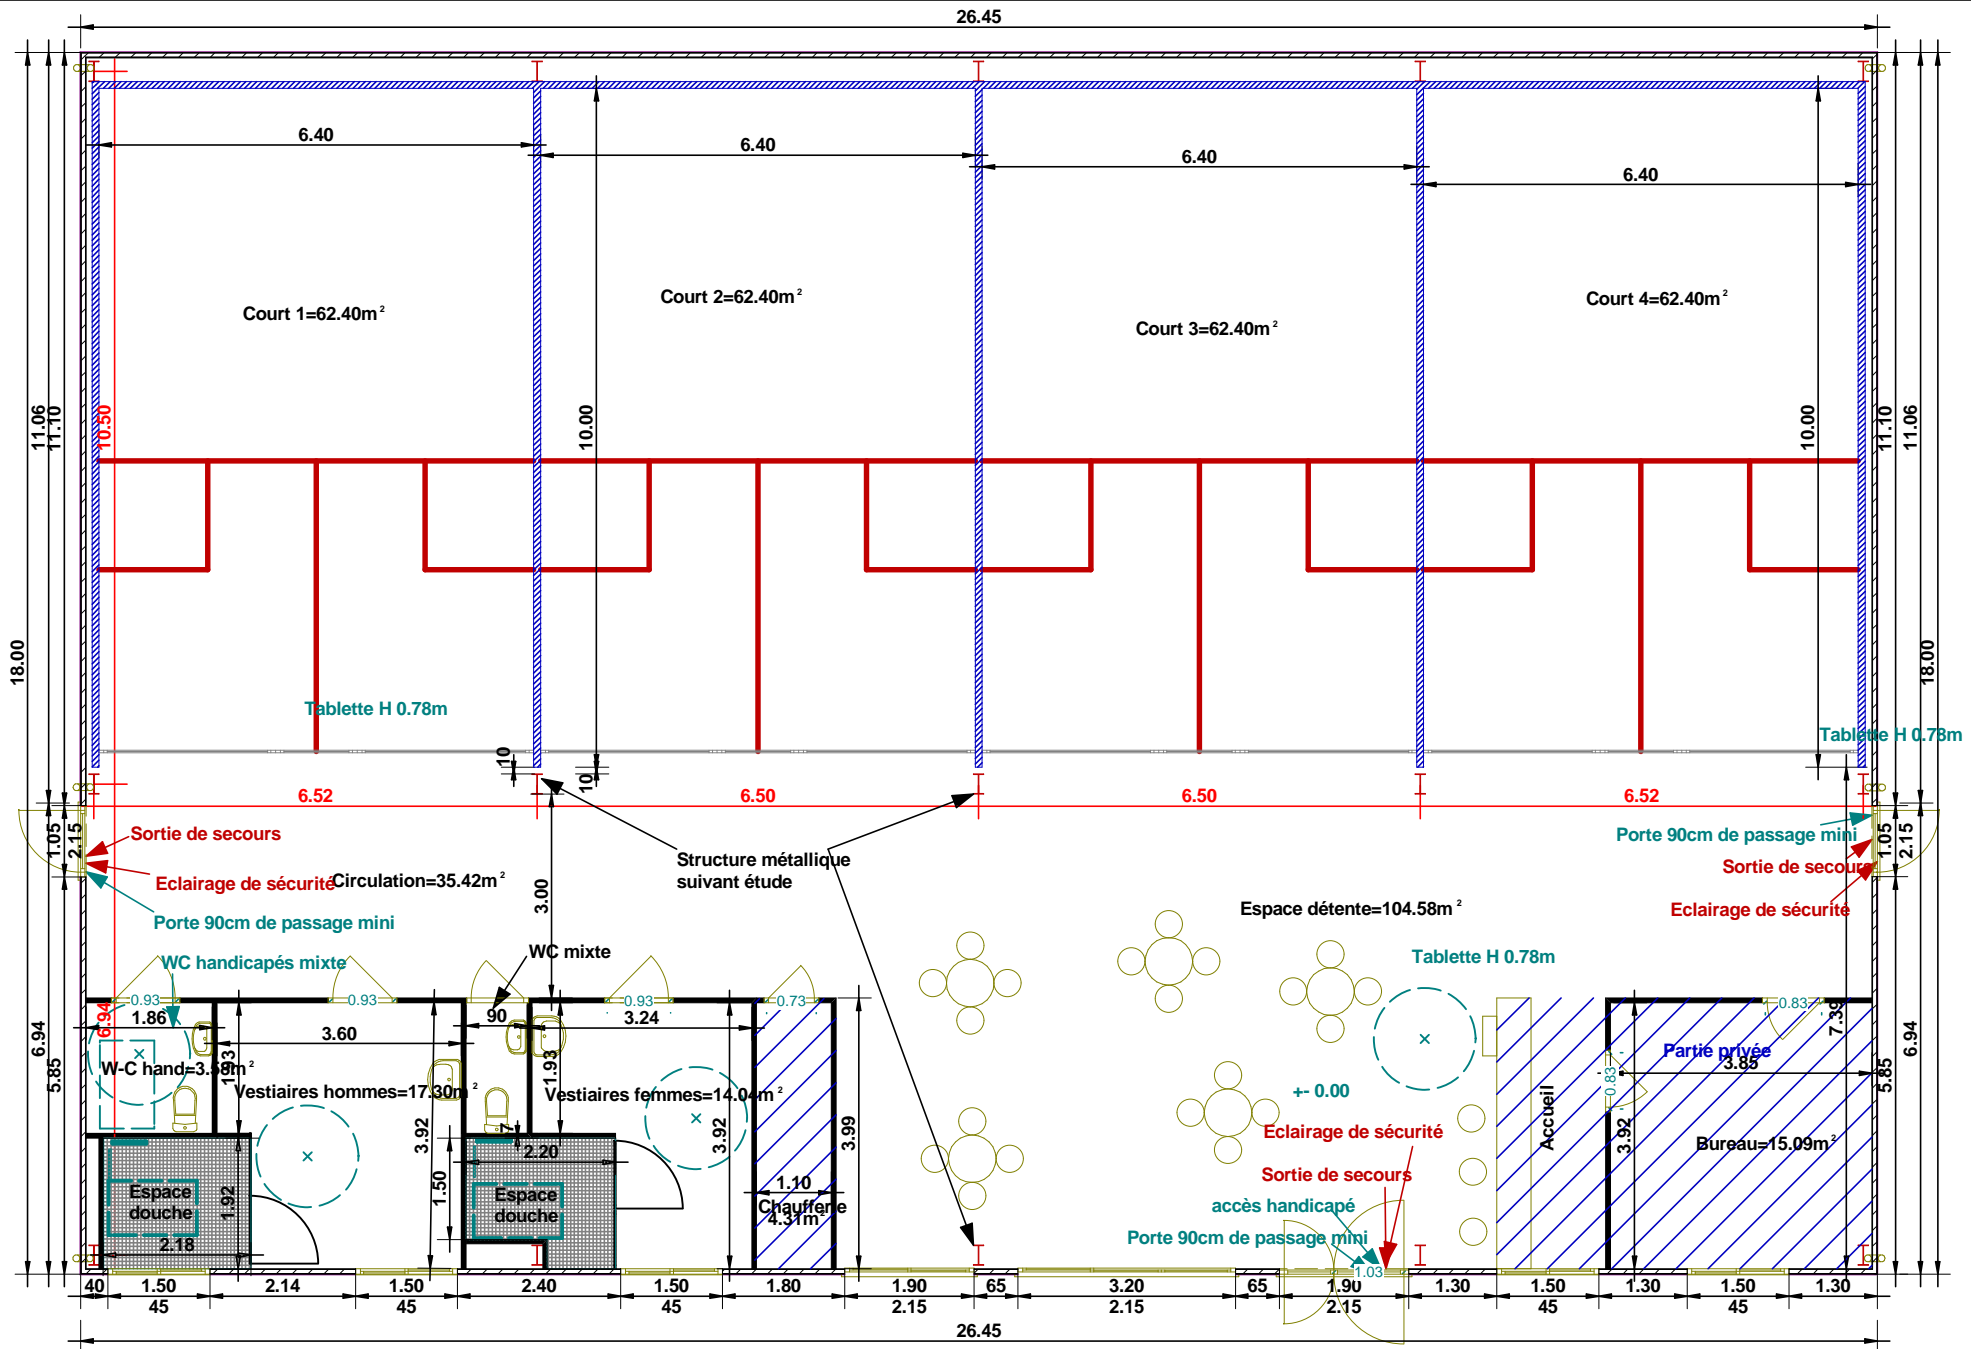 26.45
6.40
6.40
6.40
6.40
Court 1=62.40m²
Court 2=62.40m²
Court 3=62.40m²
Court 4=62.40m²
11.06
11.10
10.50
10.00
10.00
11.10
11.06
18.00
18.00
Tablette H 0.78m
Tablette H 0.78m
10
10
6.52
6.50
6.50
6.52
1.05
2.15
Sortie de secours
Eclairage de sécurité
Circulation=35.42m²
Porte 90cm de passage mini
Structure métallique
suivant étude
3.00
Porte 90cm de passage mini
Sortie de secours
Eclairage de sécurité
1.05
2.15
Espace détente=104.58m²
WC mixte
WC handicapés mixte
Tablette H 0.78m
0.93
0.93
0.93
0.73
0.83
1.86
3.60
90
3.24
6.94
6.94
5.85
1.93
1.93
7.39
6.94
5.85
W-C hand=3.58m²
Vestiaires hommes=17.30m²
Vestiaires femmes=14.04m²
Partie privée
3.85
0.83
+- 0.00
Accueil
3.92
3.92
3.99
3.92
7
2.20
1.50
1.92
Eclairage de sécurité
Bureau=15.09m²
Sortie de secours
Espace
douche
Espace
douche
1.10
Chaufferie
4.31m²
accès handicapé
Porte 90cm de passage mini
2.18
1.03
40
1.50
2.14
1.50
2.40
1.50
1.80
1.90
65
3.20
65
1.90
1.30
1.50
1.30
1.50
1.30
45
45
45
2.15
2.15
2.15
45
45
26.45